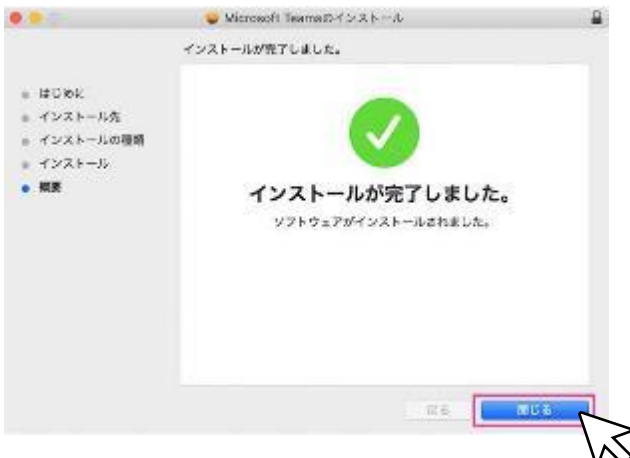 Microsoft Teamsのインストール
インストールが完了しました。
はじめに
インストール先
インストールの種類
インストール
概要
インストールが完了しました。
ソフトウェアがインストールされました。
戻る
閉じる